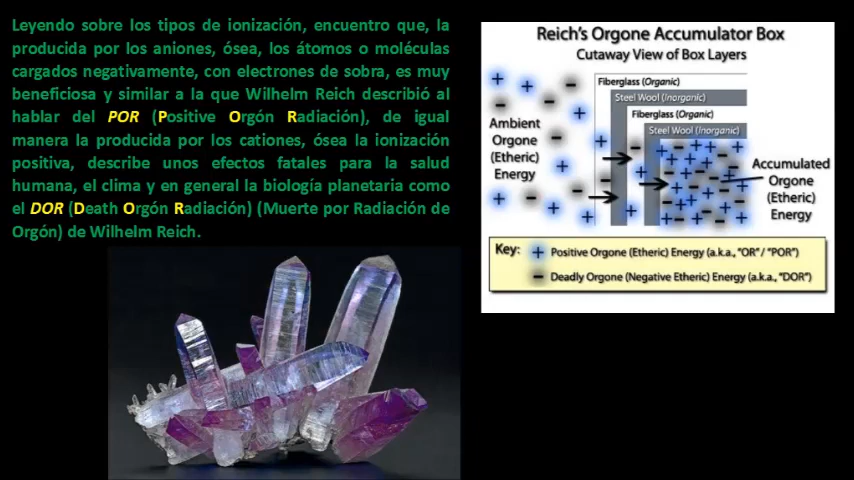 Leyendo sobre los tipos de ionización, encuentro que, la
producida por los aniones, ósea, los átomos o moléculas
cargados negativamente, con electrones de sobra, es muy
beneficiosa y similar a la que Wilhelm Reich describió al
hablar del POR (Positive Orgón Radiación), de igual
manera la producida por los cationes, ósea la ionización
positiva, describe unos efectos fatales para la salud
humana, el clima y en general la biología planetaria como
el DOR (Death Orgón Radiación) (Muerte por Radiación de
Orgón) de Wilhelm Reich.
Reich's Orgone Accumulator Box
Cutaway View of Box Layers
Fiberglass (Organic)
Steel Wool (Inorganic)
Fiberglass (Organic)
Steel Wool (Inorganic)
Ambient
Orgone
(Etheric)
Energy
Accumulated
Orgone
(Etheric)
Energy
Key:
+ Positive Orgone (Etheric) Energy (a.k.a., "OR" / "POR")
- Deadly Orgone (Negative Etheric) Energy (a.k.a., "DOR")